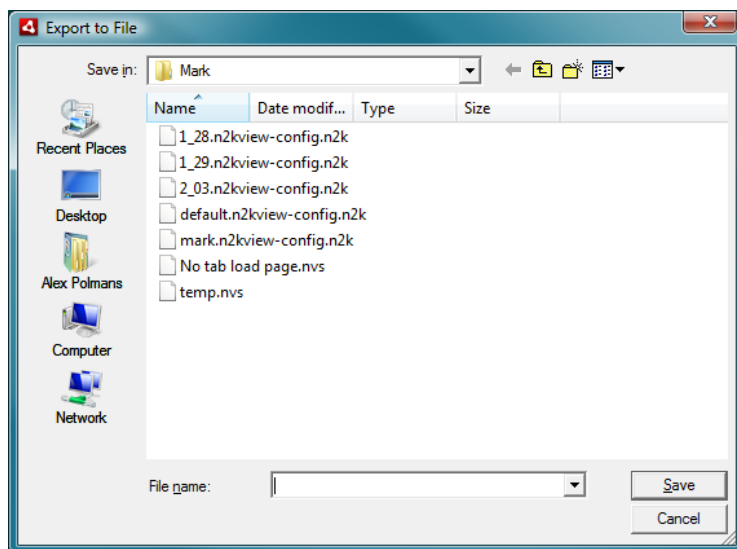 Export to File
Save in: Mark
Name Date modif... Type Size
1_28.n2kview-config.n2k
1_29.n2kview-config.n2k
2_03.n2kview-config.n2k
default.n2kview-config.n2k
mark.n2kview-config.n2k
No tab load page.nvs
temp.nvs
Recent Places
Desktop
Alex Polmans
Computer
Network
File name: Save
Cancel